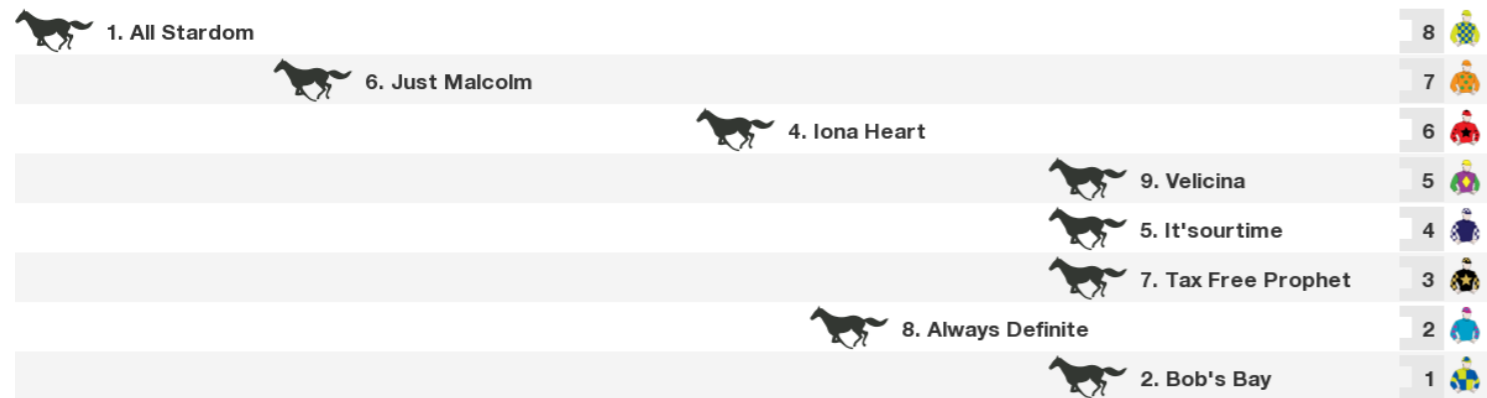 1. All Stardom 8
6. Just Malcolm 7
4. Iona Heart 6
9. Velicina 5
5. It'sourtime 4
7. Tax Free Prophet 3
8. Always Definite 2
2. Bob's Bay 1